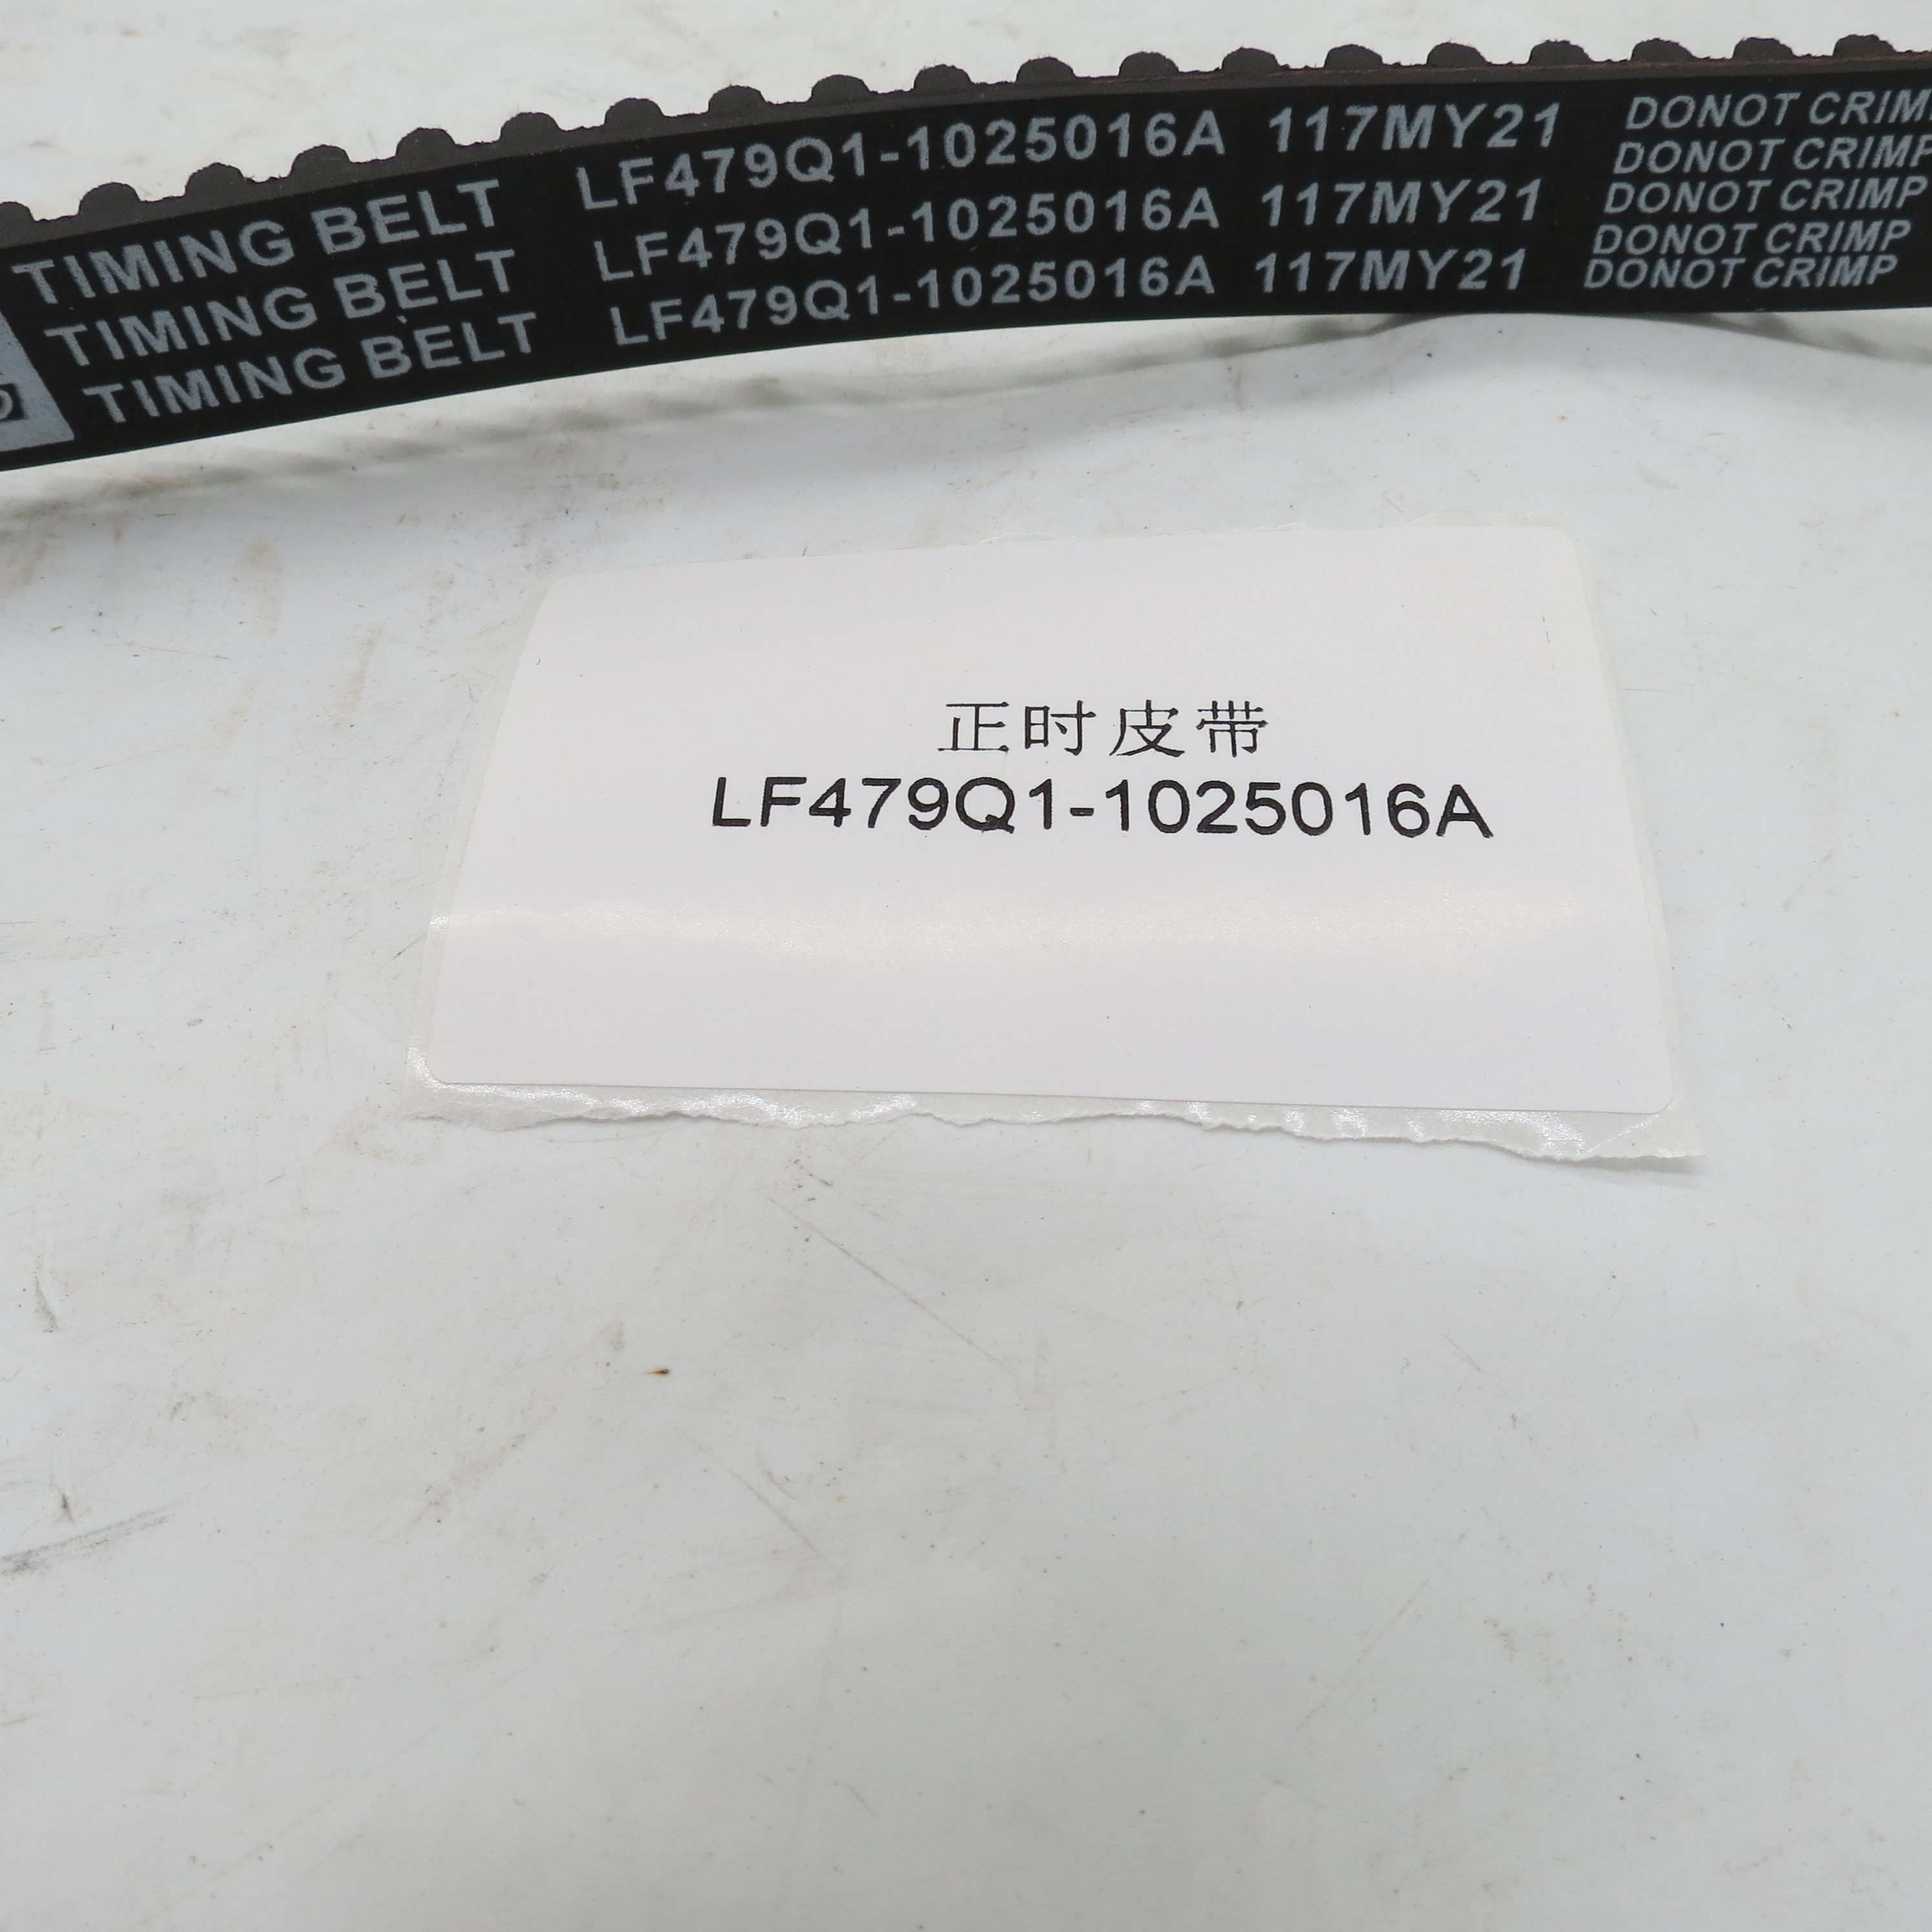 TIMING BELT LF479Q1-1025016A 117MY21
TIMING BELT LF479Q1-1025016A 117MY21
TIMING BELT LF479Q1-1025016A 117MY21
DONOT CRIM
DONOT CRIMP
DONOT CRIMP
DONOT CRIMP
DONOT CRIMP
正时皮带
LF479Q1-1025016A